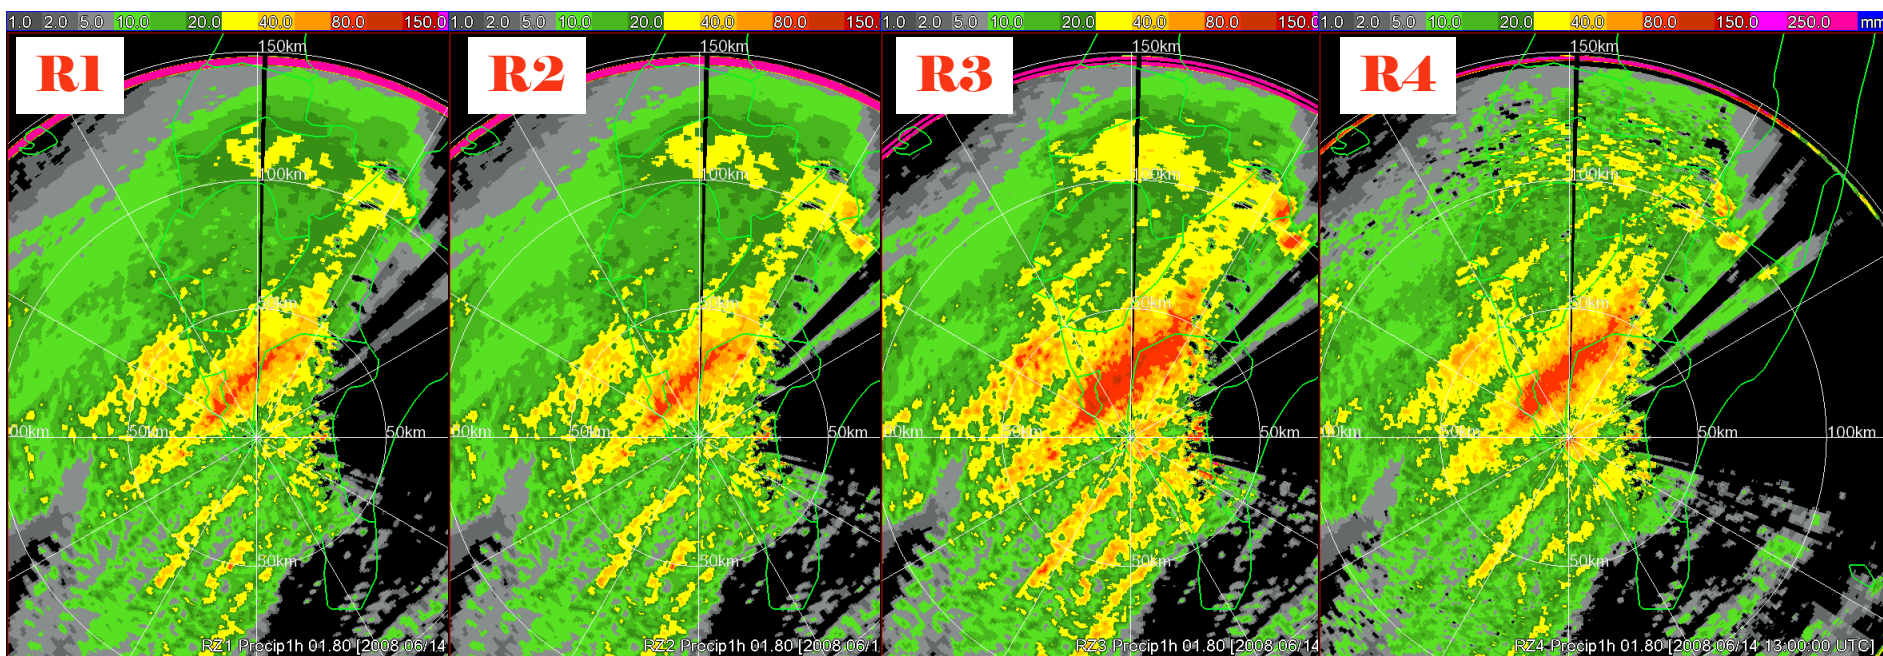 1.0 2.0 5.0 10.0 20.0 40.0 80.0 150.0
1.0 2.0 5.0 10.0 20.0 40.0 80.0 150.
1.0 2.0 5.0 10.0 20.0 40.0 80.0 150.0
1.0 2.0 5.0 10.0 20.0 40.0 80.0 150.0 250.0 mm
R1
150km
100km
50km
00km 50km 50km
50km
RZ1 Precip1h 01.80 [2008/06/14
R2
150km
100km
50km
00km 50km 50km
50km
RZ2 Precip1h 01.80 [2008/06/1
R3
150km
100km
50km
00km 50km 50km
50km
RZ3 Precip1h 01.80 [2008/06/14
R4
150km
100km
50km
00km 50km 50km 100km
50km
RZ4 Precip1h 01.80 [2008/06/14 13:00:00 UTC]